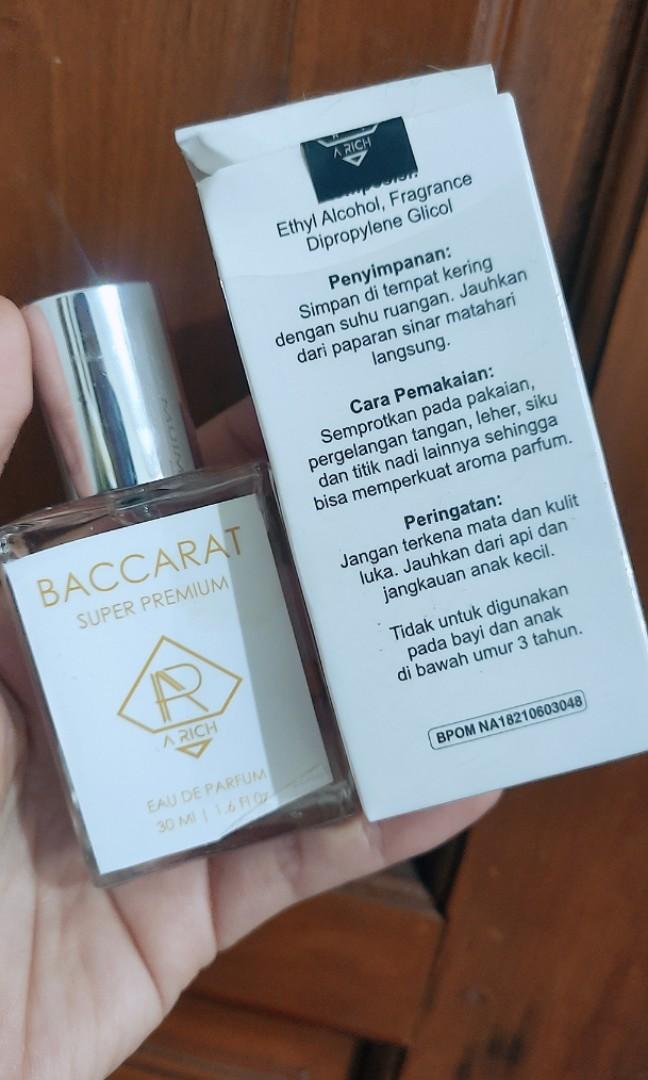 BACCARAT
SUPER PREMIUM
AR
A RICH
EAU DE PARFUM
30 Ml | 1.6 Fl Oz
A RICH
Ethyl Alcohol, Fragrance
Dipropylene Glicol
Penyimpanan:
Simpan di tempat kering
dengan suhu ruangan. Jauhkan
dari paparan sinar matahari
langsung.
Cara Pemakaian:
Semprotkan pada pakaian,
pergelangan tangan, leher, siku
dan titik nadi lainnya sehingga
bisa memperkuat aroma parfum.
Peringatan:
Jangan terkena mata dan kulit
luka. Jauhkan dari api dan
jangkauan anak kecil.
Tidak untuk digunakan
pada bayi dan anak
di bawah umur 3 tahun.
BPOM NA18210603048